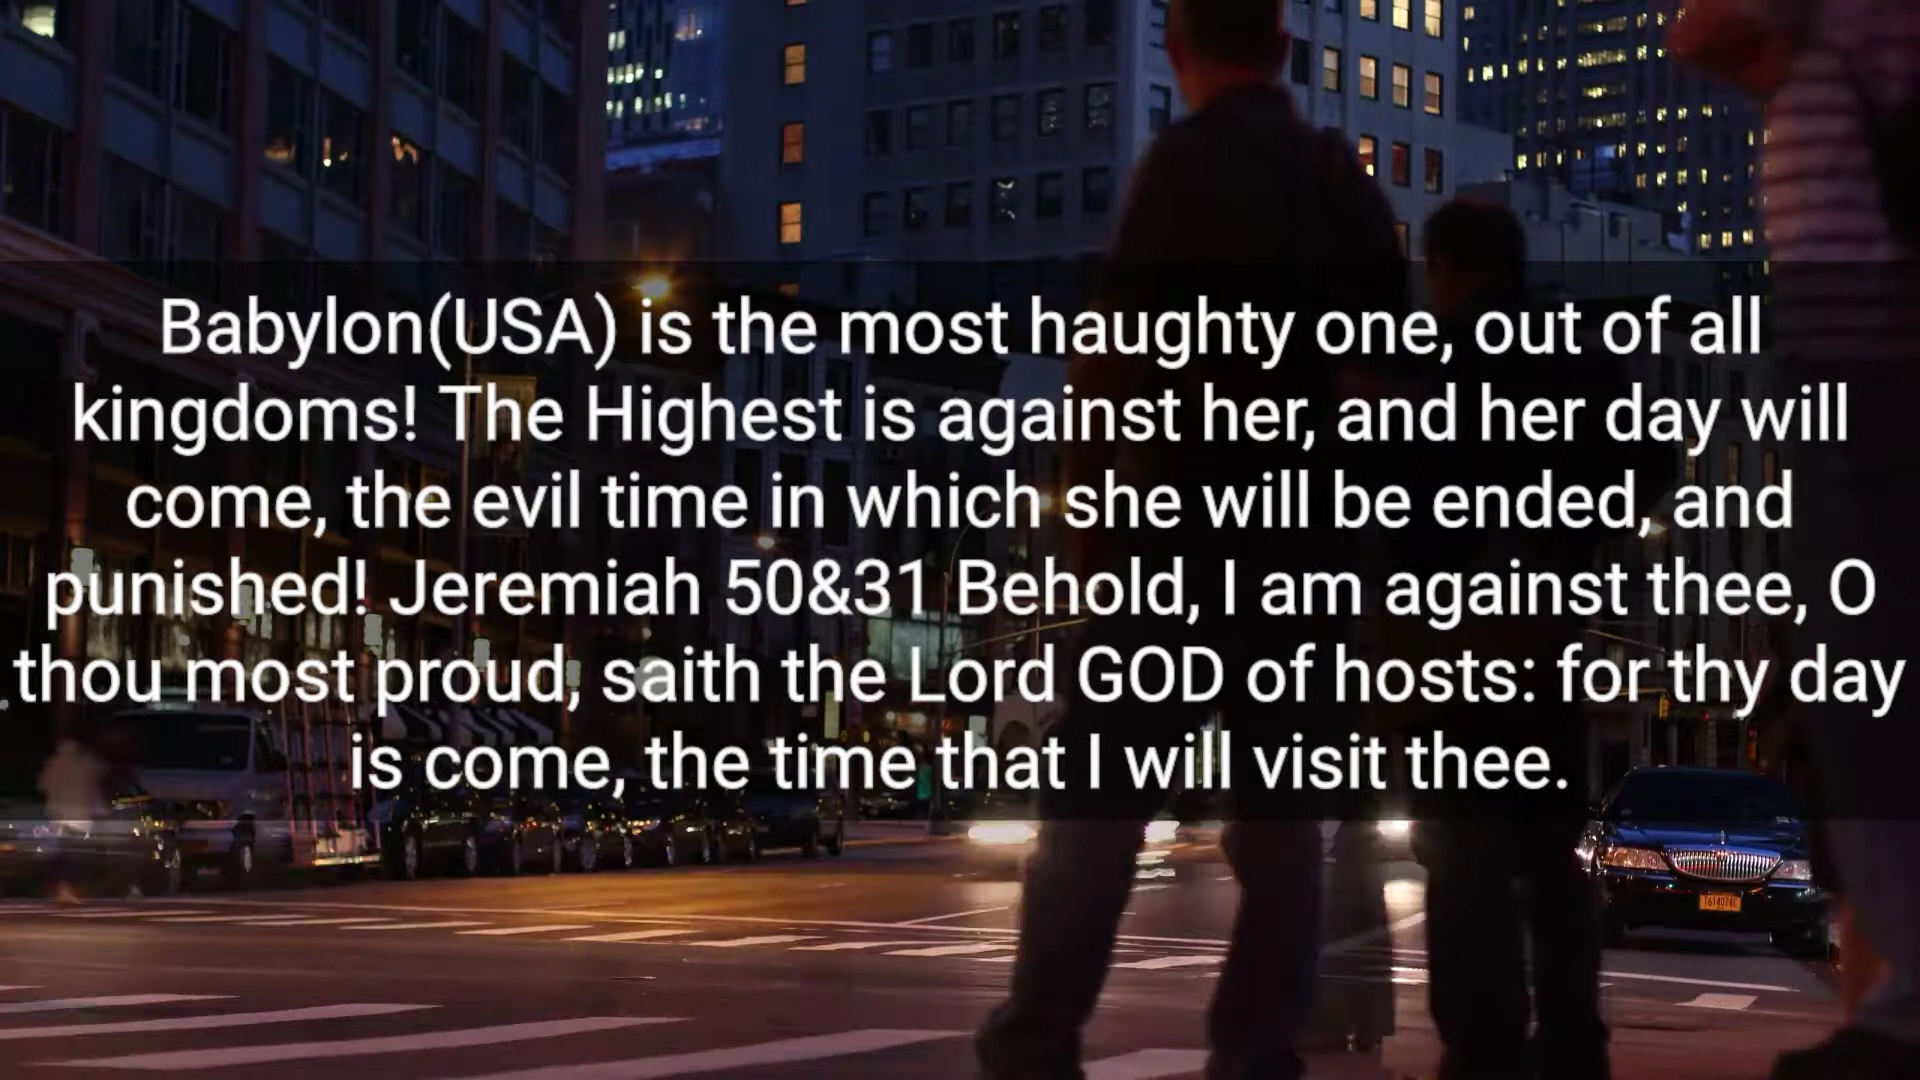 Babylon(USA) is the most haughty one, out of all
kingdoms! The Highest is against her, and her day will
come, the evil time in which she will be ended, and
punished! Jeremiah 50&31 Behold, I am against thee, O
thou most proud, saith the Lord GOD of hosts: for thy day
is come, the time that I will visit thee.